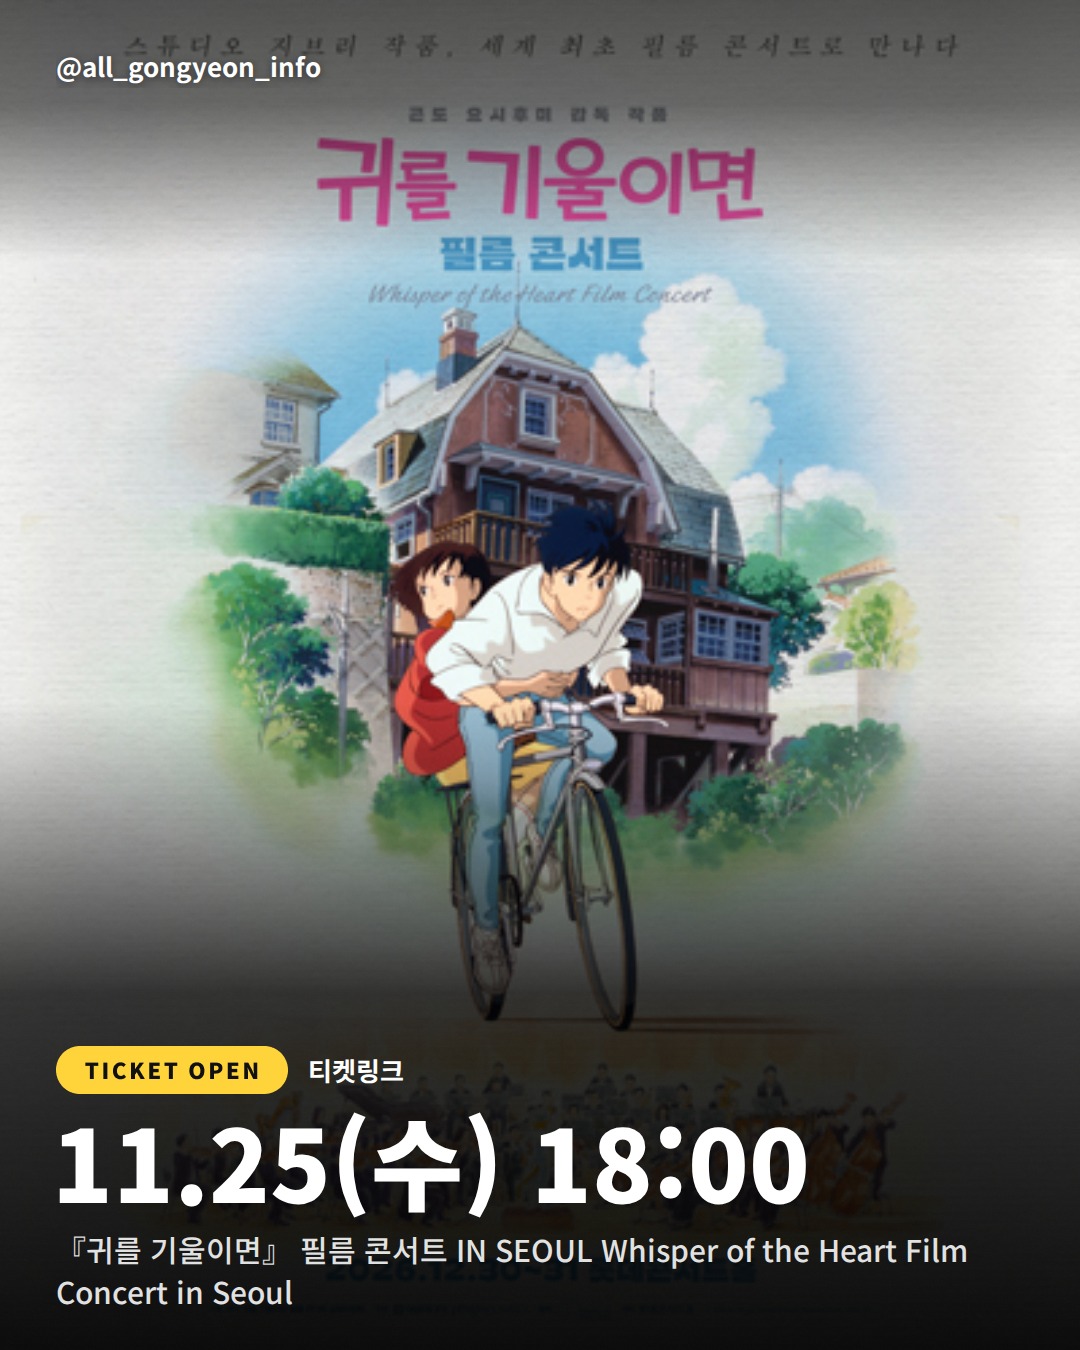 스튜디오 지브리 작품, 세계 최초 필름 콘서트로 만나다
@all_gongyeon_info
콘도 요시후미 감독 작품
귀를 기울이면
필름 콘서트
Whisper of the Heart Film Concert
TICKET OPEN 티켓링크
11.25(수) 18:00
『귀를 기울이면』 필름 콘서트 IN SEOUL Whisper of the Heart Film
Concert in Seoul